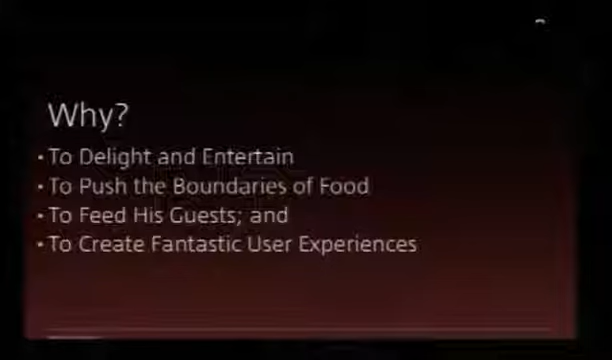 Why?
• To Delight and Entertain
• To Push the Boundaries of Food
• To Feed His Guests; and
• To Create Fantastic User Experiences